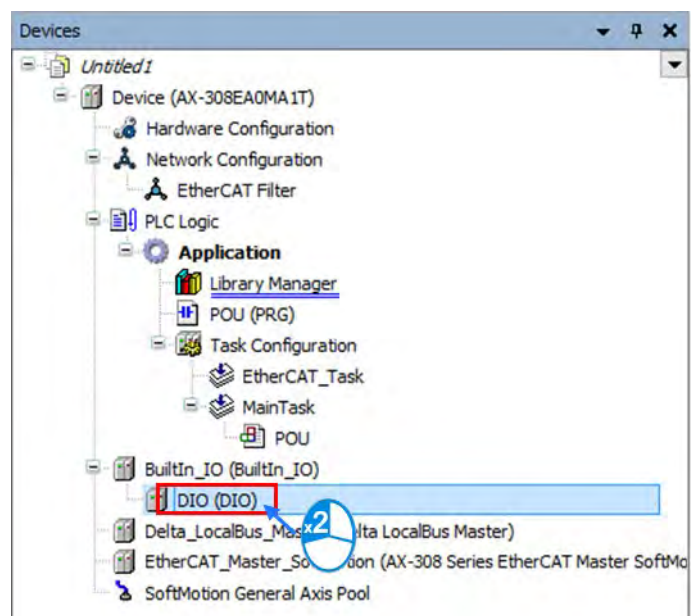 Devices
Untitled1
Device (AX-308EA0MA1T)
Hardware Configuration
Network Configuration
EtherCAT Filter
PLC Logic
Application
Library Manager
POU (PRG)
Task Configuration
EtherCAT_Task
MainTask
POU
BuiltIn_IO (BuiltIn_IO)
DIO (DIO)
x2
Delta_LocalBus_Mas lta LocalBus Master)
EtherCAT_Master_So ion (AX-308 Series EtherCAT Master SoftMo
SoftMotion General Axis Pool